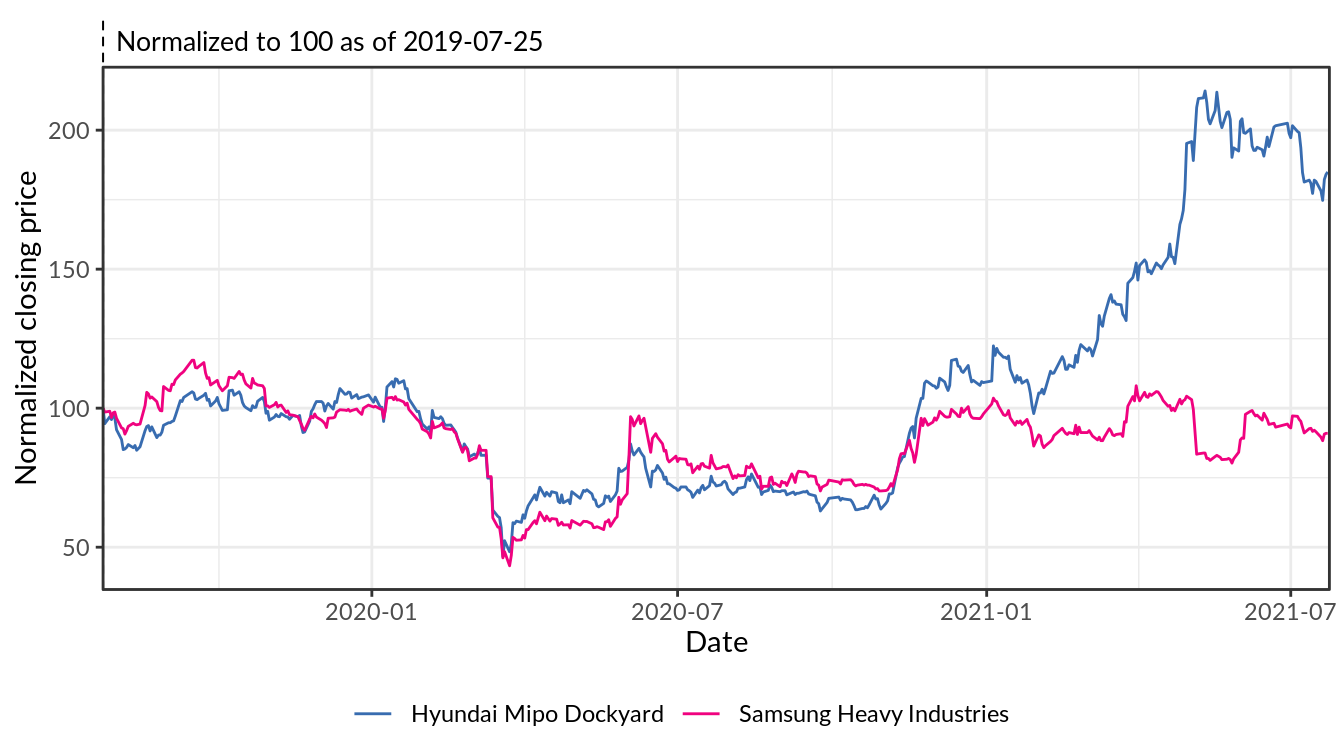 Normalized to 100 as of 2019-07-25
Normalized closing price
200
150
100
50
2020-01
2020-07
2021-01
2021-07
Date
Hyundai Mipo Dockyard
Samsung Heavy Industries